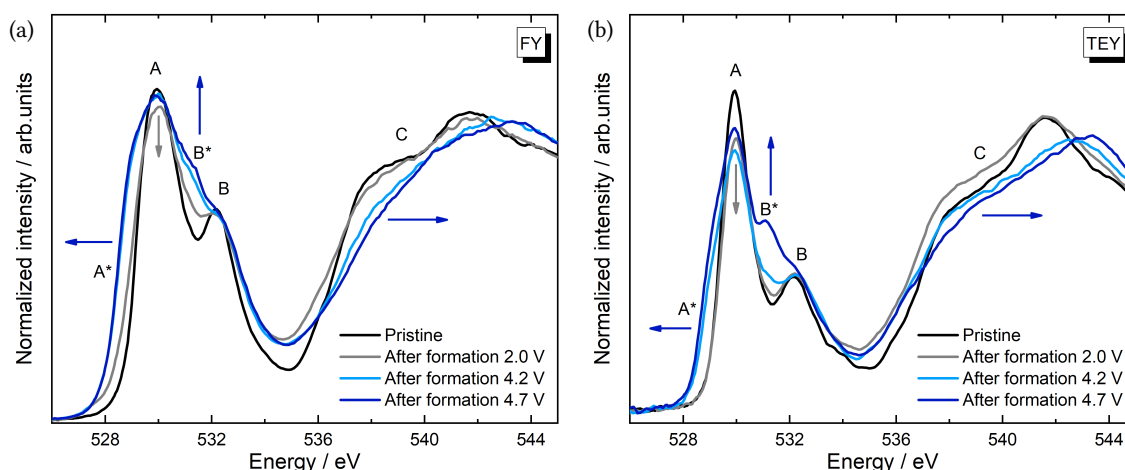 (a)
FY
Normalized intensity / arb.units
A
B*
B
C
A*
Pristine
After formation 2.0 V
After formation 4.2 V
After formation 4.7 V
528 532 536 540 544
Energy / eV
(b)
TEY
Normalized intensity / arb.units
A
B*
B
C
A*
Pristine
After formation 2.0 V
After formation 4.2 V
After formation 4.7 V
528 532 536 540 544
Energy / eV